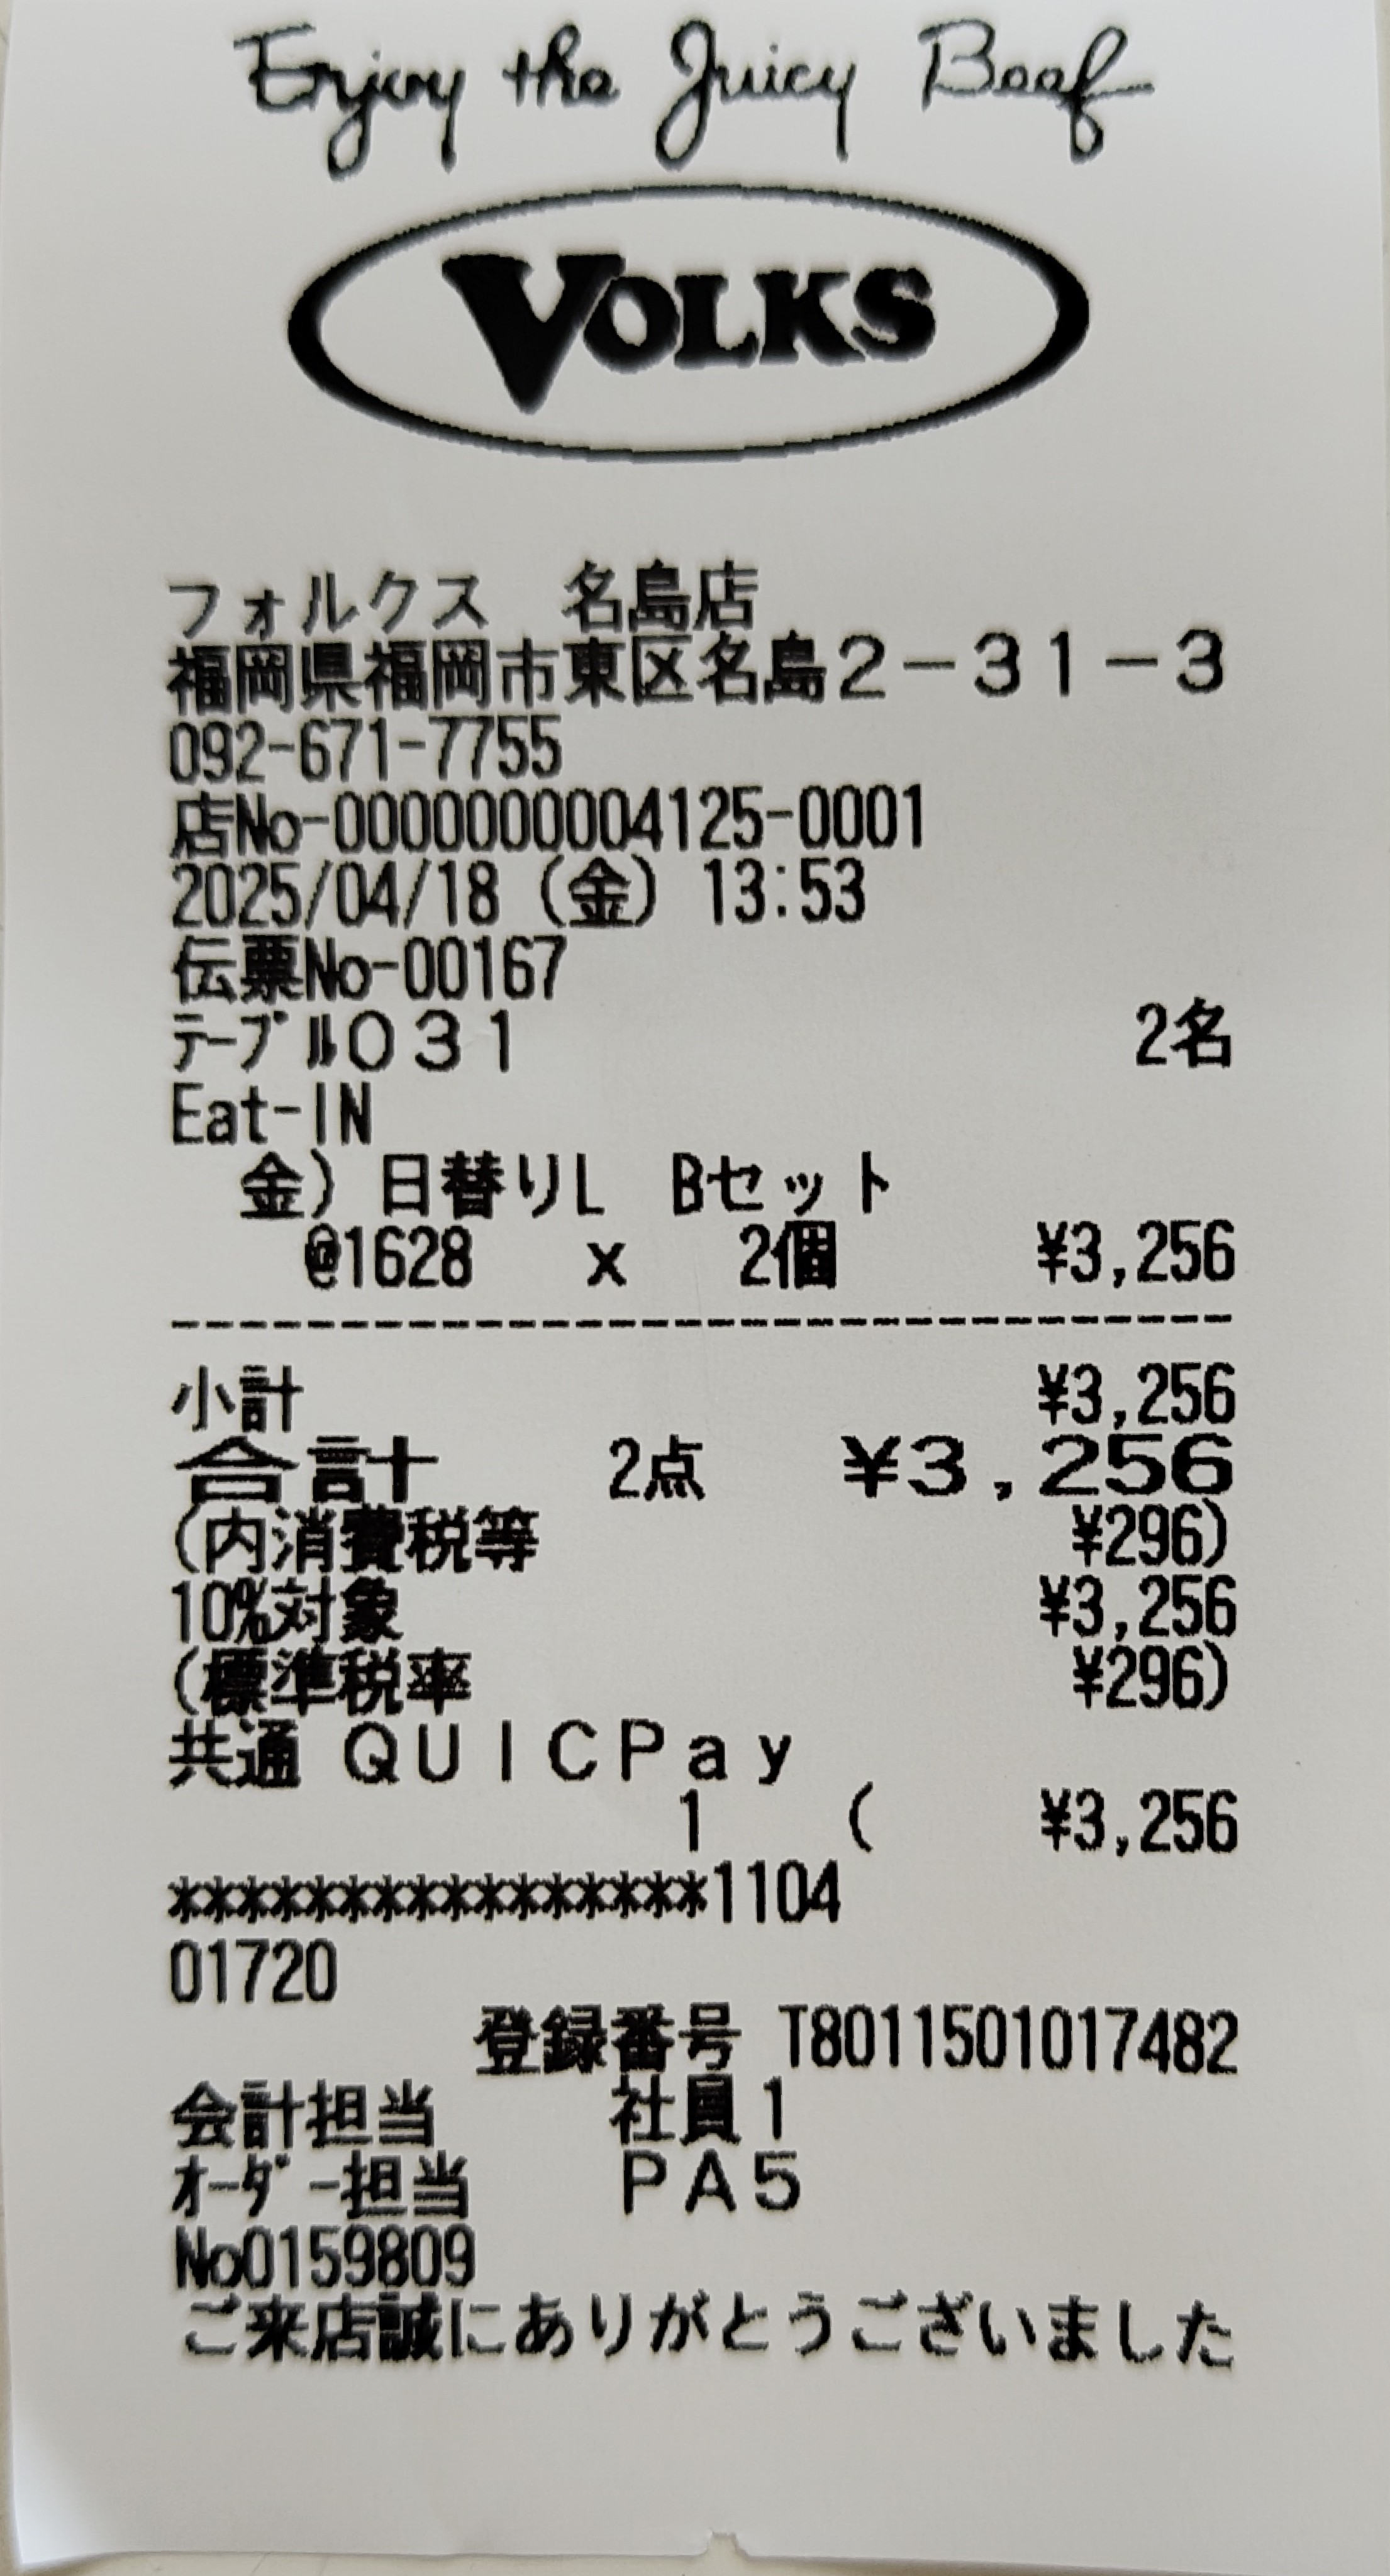 Enjoy the Juicy Beef
VOLKS
フォルクス 名島店
福岡県福岡市東区名島2-31-3
092-671-7755
店No-0000000004125-0001
2025/04/18 (金) 13:53
伝票No-00167
ﾃｰﾌﾞﾙ031 2名
Eat-IN
金) 日替りL Bセット
@1628 x 2個 ¥3,256
--------------------------------
小計 ¥3,256
合計 2点 ¥3,256
(内消費税等 ¥296)
10%対象 ¥3,256
(標準税率 ¥296)
共通 QUICPay
1 ( ¥3,256
****************1104
01720
登録番号 T8011501017482
会計担当 社員1
ｵｰﾀﾞｰ担当 PA5
No0159809
ご来店誠にありがとうございました